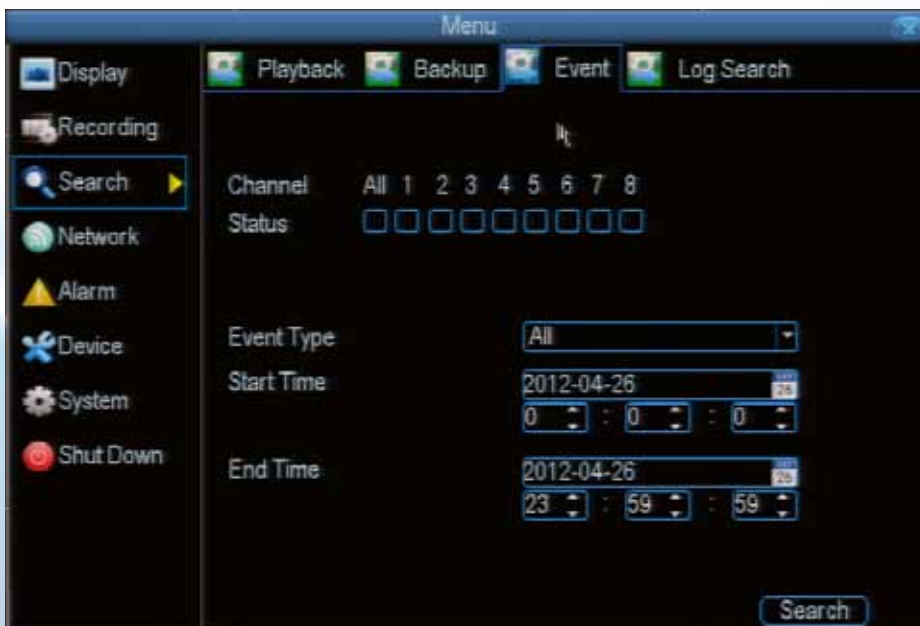 Menu
Display
Recording
Search
Network
Alarm
Device
System
Shut Down
Playback Backup Event Log Search
Channel All 1 2 3 4 5 6 7 8
Status
Event Type All
Start Time 2012-04-26
26
0 : 0 : 0
End Time 2012-04-26
26
23 : 59 : 59
Search